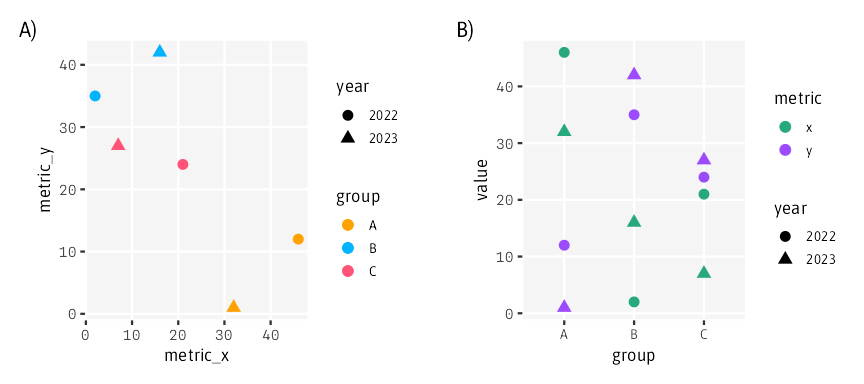 A)
metric_y
40
30
20
10
0
0 10 20 30 40
metric_x
year
2022
2023
group
A
B
C
B)
value
40
30
20
10
0
A B C
group
metric
x
y
year
2022
2023